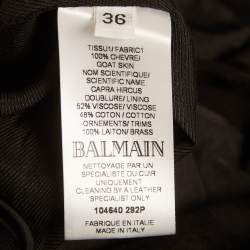 36
TISSU/ FABRIC1
100% CHEVRE/
GOAT SKIN
NOM SCIENTIFIQUE/
SCIENTIFIC NAME
CAPRA HIRCUS
DOUBLURE/ LINING
52% VISCOSE/ VISCOSE
48% COTON/ COTTON
ORNEMENTS/ TRIMS
100% LAITON/ BRASS
BALMAIN
NETTOYAGE PAR UN
SPECIALISTE DU CUIR
UNIQUEMENT
CLEANING BY A LEATHER
SPECIALIST ONLY
104640 292P
FABRIQUE EN ITALIE
MADE IN ITALY